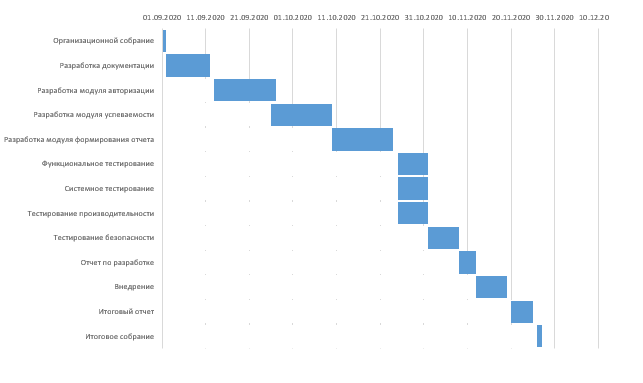 01.09.2020 11.09.2020 21.09.2020 01.10.2020 11.10.2020 21.10.2020 31.10.2020 10.11.2020 20.11.2020 30.11.2020 10.12.20
Организационной собрание
Разработка документации
Разработка модуля авторизации
Разработка модуля успеваемости
Разработка модуля формирования отчета
Функциональное тестирование
Системное тестирование
Тестирование производительности
Тестирование безопасности
Отчет по разработке
Внедрение
Итоговый отчет
Итоговое собрание